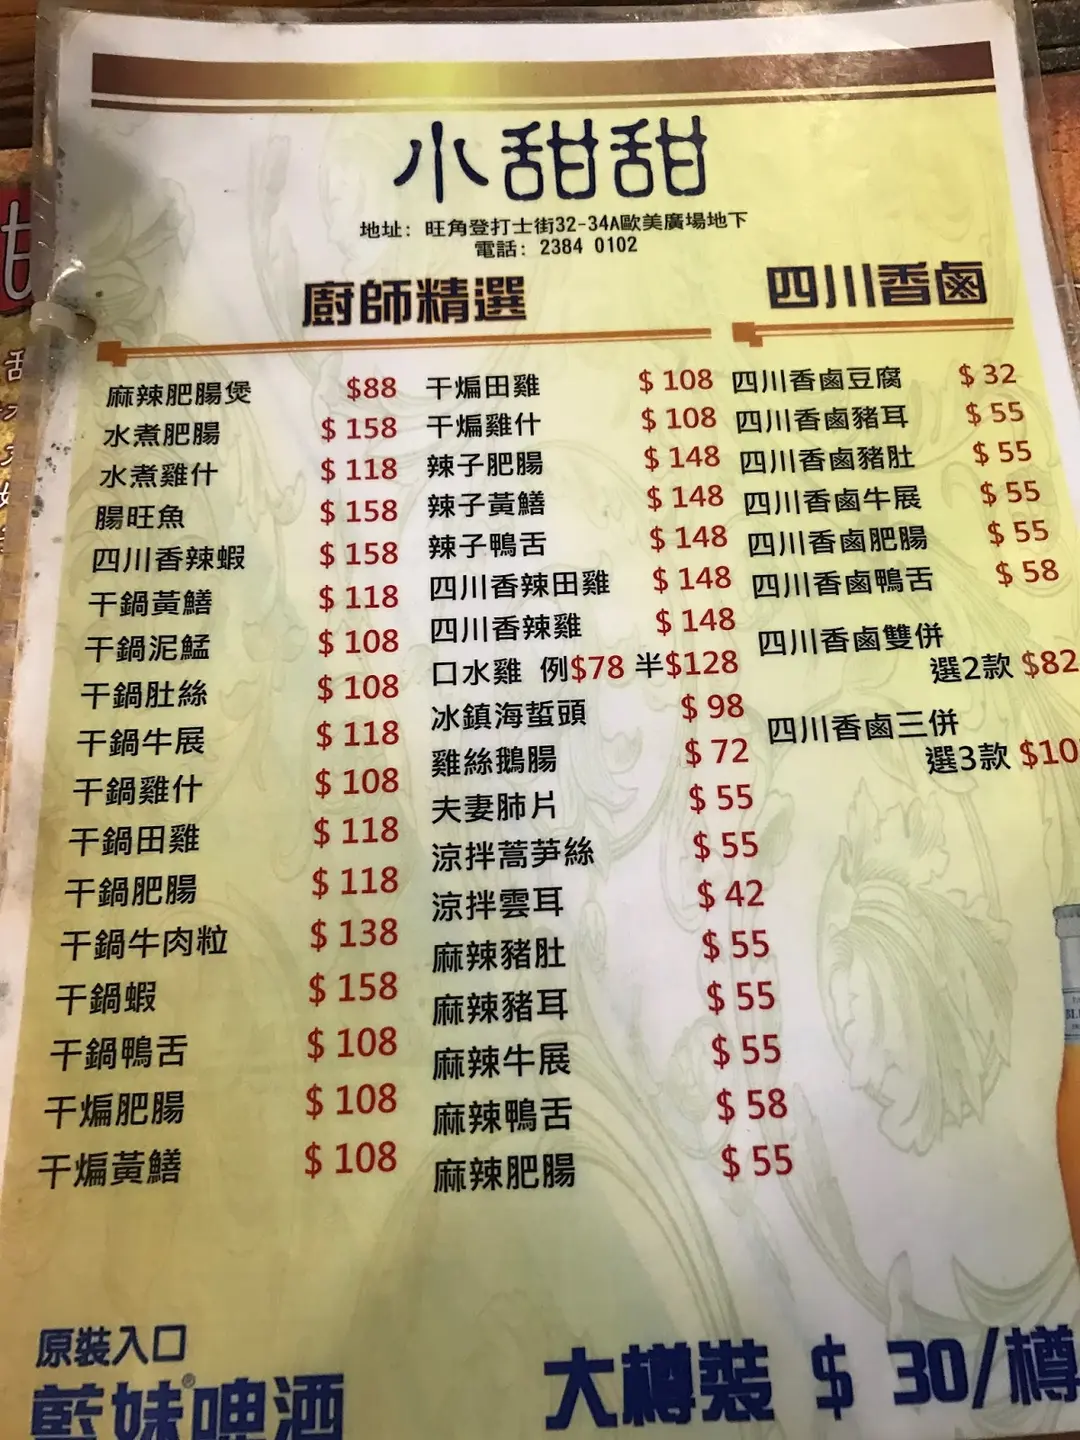 小甜甜
地址: 旺角登打士街32-34A歐美廣場地下
電話: 2384 0102
廚師精選
麻辣肥腸煲 $88
水煮肥腸 $158
水煮雞什 $118
腸旺魚 $158
四川香辣蝦 $158
干鍋黃鱔 $118
干鍋泥鯭 $108
干鍋肚絲 $108
干鍋牛展 $118
干鍋雞什 $108
干鍋田雞 $118
干鍋肥腸 $118
干鍋牛肉粒 $138
干鍋蝦 $158
干鍋鴨舌 $108
干煸肥腸 $108
干煸黃鱔 $108
干煸田雞 $108
干煸雞什 $108
辣子肥腸 $148
辣子黃鱔 $148
辣子鴨舌 $148
四川香辣田雞 $148
四川香辣雞 $148
口水雞 例$78 半$128
冰鎮海蜇頭 $98
雞絲鵝腸 $72
夫妻肺片 $55
涼拌萵笋絲 $55
涼拌雲耳 $42
麻辣豬肚 $55
麻辣豬耳 $55
麻辣牛展 $55
麻辣鴨舌 $58
麻辣肥腸 $55
四川香鹵
四川香鹵豆腐 $32
四川香鹵豬耳 $55
四川香鹵豬肚 $55
四川香鹵牛展 $55
四川香鹵肥腸 $55
四川香鹵鴨舌 $58
四川香鹵雙併
選2款 $82
四川香鹵三併
選3款
原裝入口
藍妹®啤酒
大樽裝 $ 30/樽